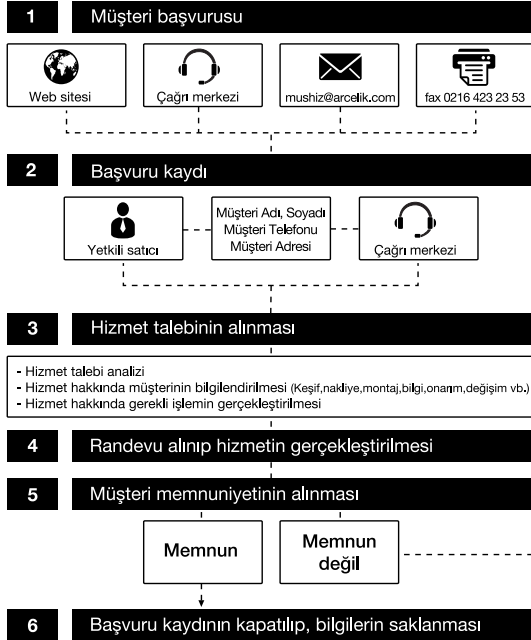 1 Müşteri başvurusu
Web sitesi
Çağrı merkezi
mushiz@arcelik.com
fax 0216 423 23 53
2 Başvuru kaydı
Yetkili satıcı
Müşteri Adı, Soyadı
Müşteri Telefonu
Müşteri Adresi
Çağrı merkezi
3 Hizmet talebinin alınması
- Hizmet talebi analizi
- Hizmet hakkında müşterinin bilgilendirilmesi (Keşif,nakliye,montaj,bilgi,onarım,değişim vb.)
- Hizmet hakkında gerekli işlemin gerçekleştirilmesi
4 Randevu alınıp hizmetin gerçekleştirilmesi
5 Müşteri memnuniyetinin alınması
Memnun
Memnun
değil
6 Başvuru kaydının kapatılıp, bilgilerin saklanması